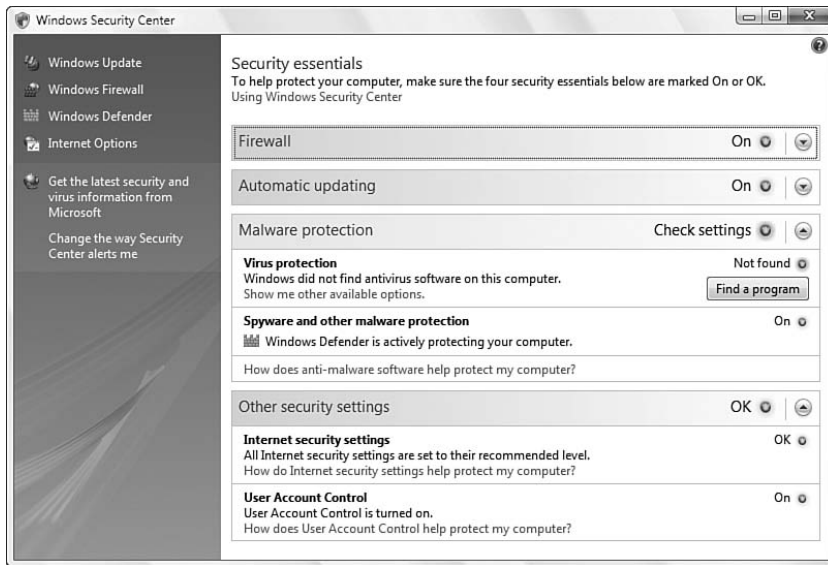 Windows Security Center
Windows Update
Windows Firewall
Windows Defender
Internet Options
Get the latest security and
virus information from
Microsoft
Change the way Security
Center alerts me
Security essentials
To help protect your computer, make sure the four security essentials below are marked On or OK.
Using Windows Security Center
Firewall On
Automatic updating On
Malware protection Check settings
Virus protection Not found
Windows did not find antivirus software on this computer.
Show me other available options. Find a program
Spyware and other malware protection On
Windows Defender is actively protecting your computer.
How does anti-malware software help protect my computer?
Other security settings OK
Internet security settings OK
All Internet security settings are set to their recommended level.
How do Internet security settings help protect my computer?
User Account Control On
User Account Control is turned on.
How does User Account Control help protect my computer?